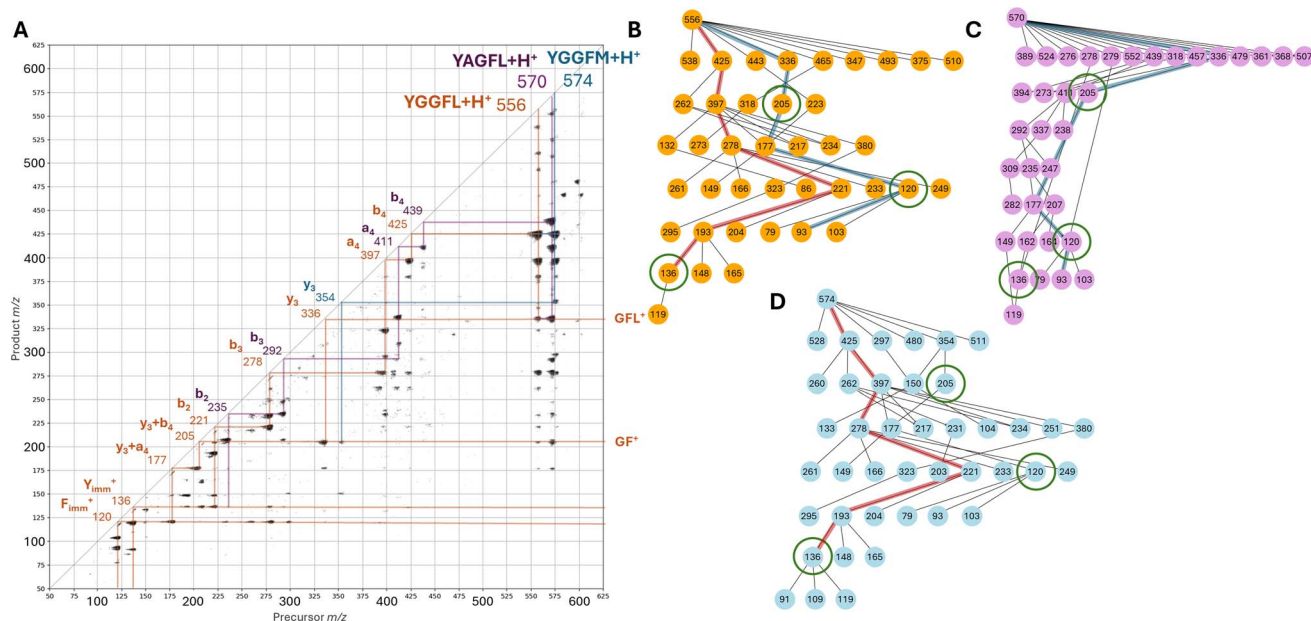 A
YAGFL+H+ YGGFM+H+
570 574
YGGFL+H+ 556
b4 439
b4 425
a4 411
a4 397
y3 354
y3 336
b3 292
b3 278
b2 235
b2 221
y3+b4 205
y3+a4 177
Yimm+ 136
Fimm+ 120
GFL+
GF+
Product m/z
625
600
575
550
525
500
475
450
425
400
375
350
325
300
275
250
225
200
175
150
125
100
75
50
50 75 100 125 150 175 200 225 250 275 300 325 350 375 400 425 450 475 500 525 550 575 600 625
Precursor m/z
B
556
538 425 443 336 465 347 493 375 510
262 397 318 205 223
132 273 278 177 217 234 380
261 149 166 323 86 221 233 120 249
295 193 204 79 93 103
136 148 165
119
C
570
389 524 276 278 279 552 439 318 457 336 479 361 368 507
394 273 411 205
292 337 238
309 235 247
282 177 207
149 162 164 120
136 79 93 103
119
D
574
528 425 297 480 354 511
260 262 397 150 205
133 278 177 217 231 104 234 251 380
261 149 166 323 203 221 233 120 249
295 193 204 79 93 103
136 148 165
91 109 119